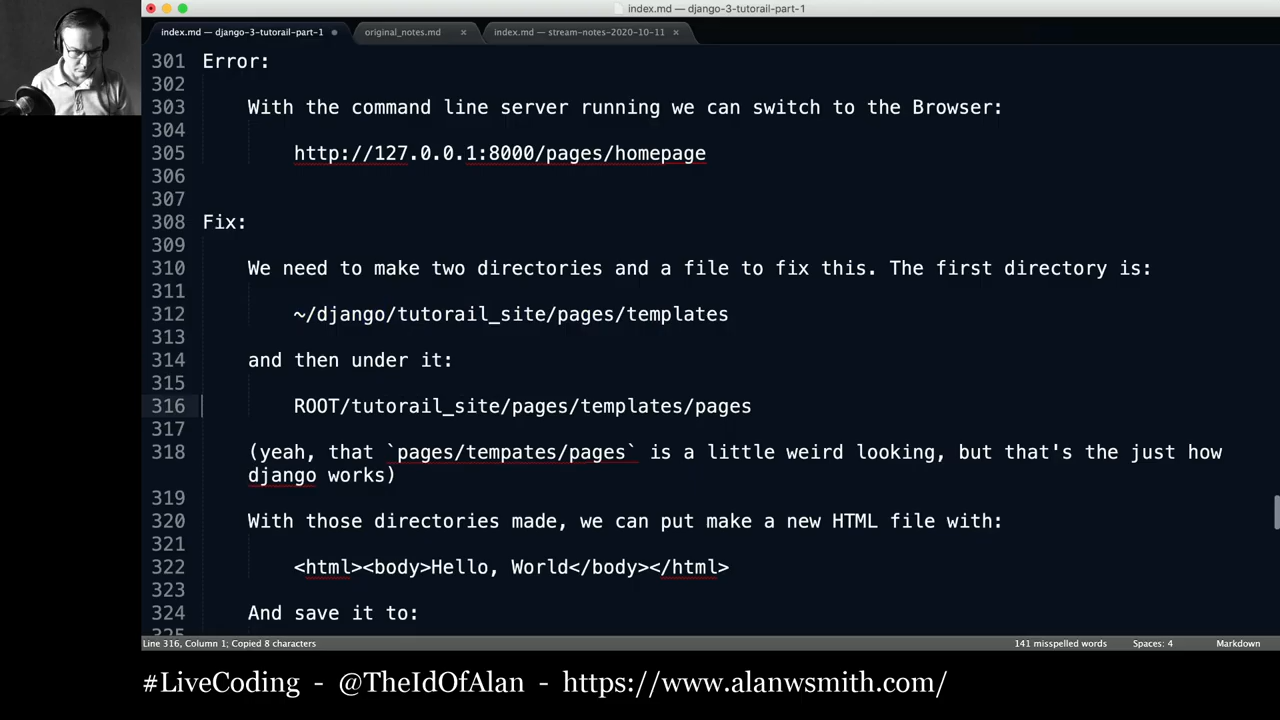 index.md — django-3-tutorail-part-1
index.md — django-3-tutorail-part-1
original_notes.md
index.md — stream-notes-2020-10-11
301 Error:
302
303 With the command line server running we can switch to the Browser:
304
305 http://127.0.0.1:8000/pages/homepage
306
307
308 Fix:
309
310 We need to make two directories and a file to fix this. The first directory is:
311
312 ~/django/tutorail_site/pages/templates
313
314 and then under it:
315
316 ROOT/tutorail_site/pages/templates/pages
317
318 (yeah, that `pages/tempates/pages` is a little weird looking, but that's the just how
django works)
319
320 With those directories made, we can put make a new HTML file with:
321
322 <html><body>Hello, World</body></html>
323
324 And save it to:
325
Line 316, Column 1; Copied 8 characters
141 misspelled words
Spaces: 4
Markdown
#LiveCoding - @TheIdOfAlan - https://www.alanwsmith.com/